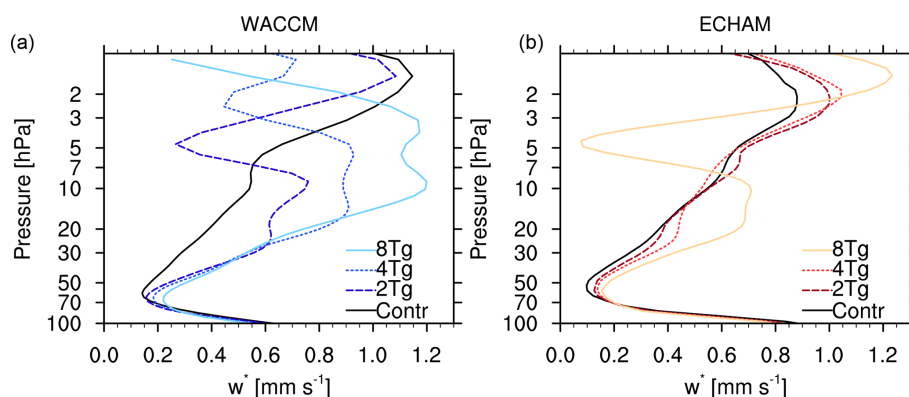 WACCM
ECHAM
(a)
(b)
Pressure [hPa]
2
3
5
7
10
20
30
50
70
100
8Tg
4Tg
2Tg
Contr
0.0 0.2 0.4 0.6 0.8 1.0 1.2
w* [mm s⁻¹]
Pressure [hPa]
2
3
5
7
10
20
30
50
70
100
8Tg
4Tg
2Tg
Contr
0.0 0.2 0.4 0.6 0.8 1.0 1.2
w* [mm s⁻¹]